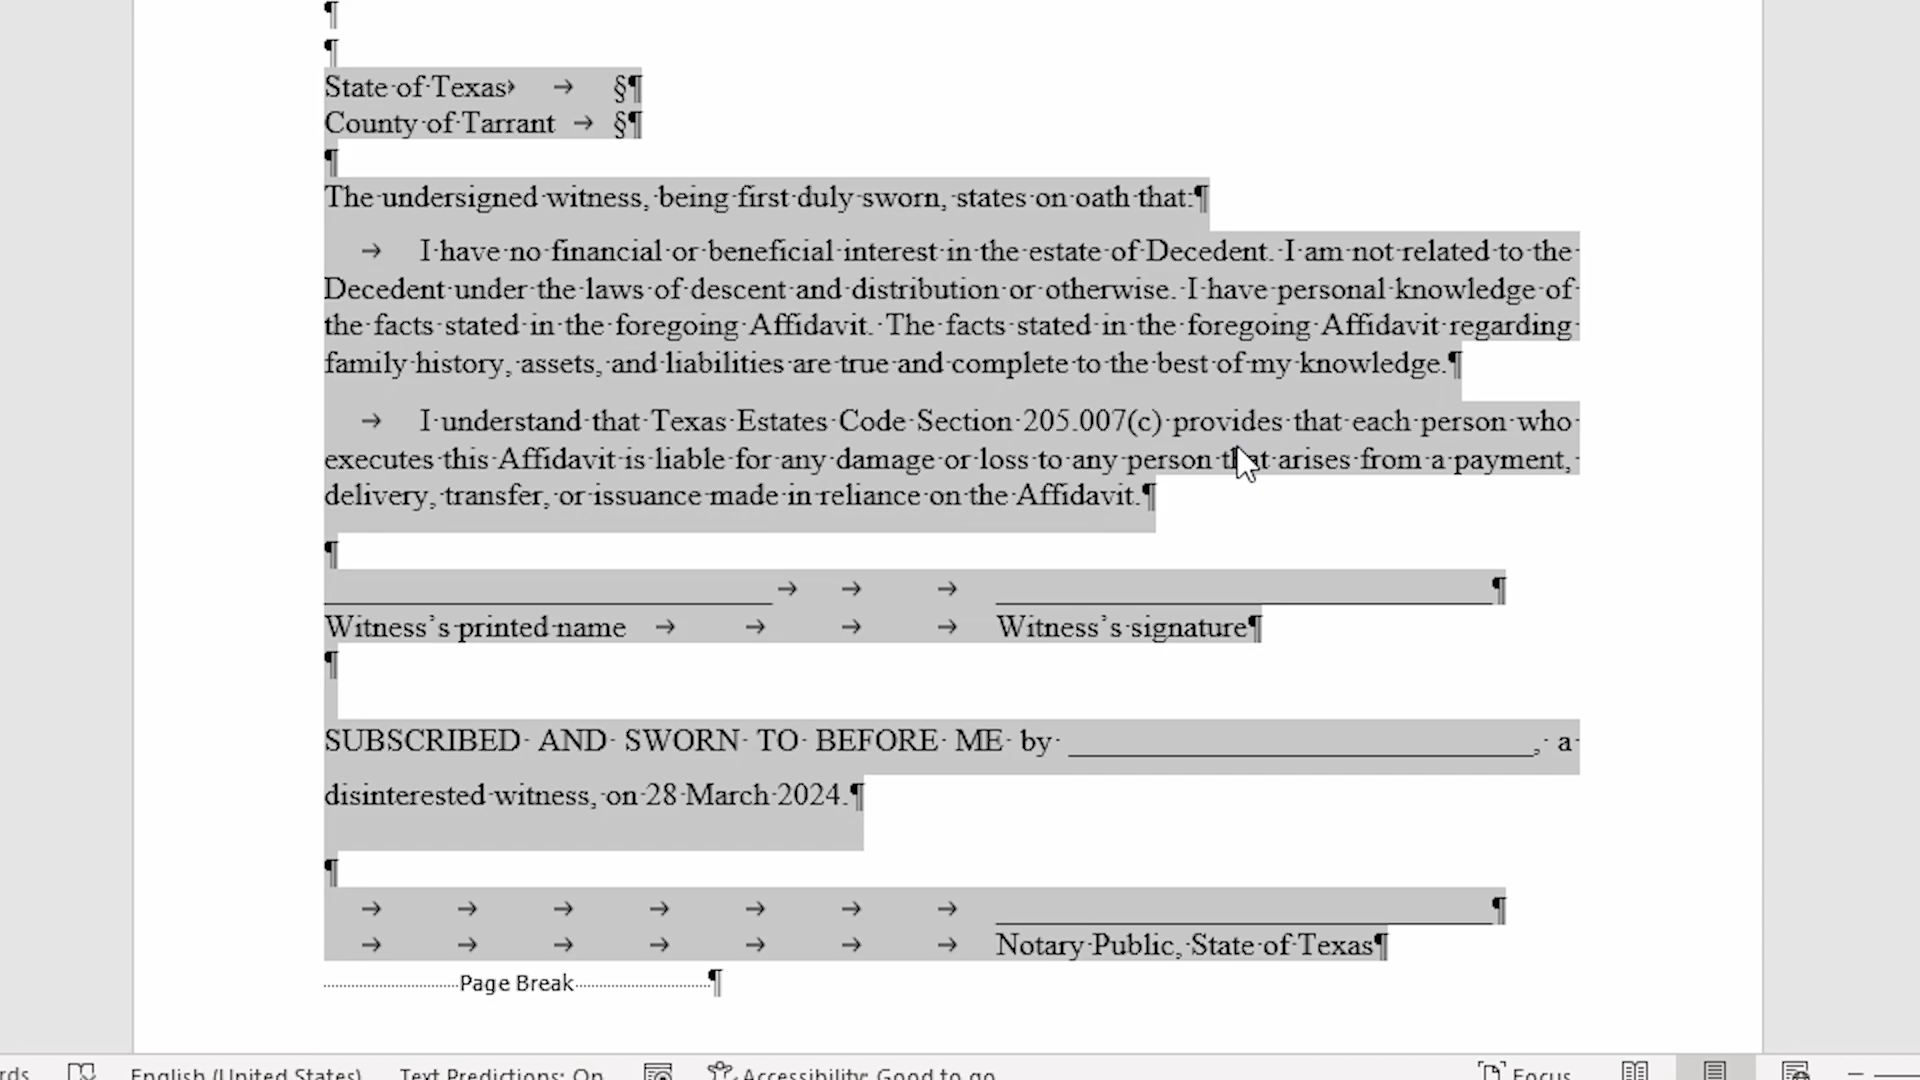 ¶
¶
State of Texas → §¶
County of Tarrant → §¶
¶
The undersigned witness, being first duly sworn, states on oath that:¶
→ I have no financial or beneficial interest in the estate of Decedent. I am not related to the
Decedent under the laws of descent and distribution or otherwise. I have personal knowledge of
the facts stated in the foregoing Affidavit. The facts stated in the foregoing Affidavit regarding
family history, assets, and liabilities are true and complete to the best of my knowledge.¶
→ I understand that Texas Estates Code Section 205.007(c) provides that each person who
executes this Affidavit is liable for any damage or loss to any person that arises from a payment,
delivery, transfer, or issuance made in reliance on the Affidavit.¶
¶
______________________________ → → → ______________________________¶
Witness's printed name → → → → Witness's signature¶
¶
SUBSCRIBED AND SWORN TO BEFORE ME by ______________________________, a
disinterested witness, on 28 March 2024.¶
¶
→ → → → → → → ______________________________¶
→ → → → → → → Notary Public, State of Texas¶
Page Break ¶
rds English (United States) Text Predictions: On Accessibility: Good to go Focus